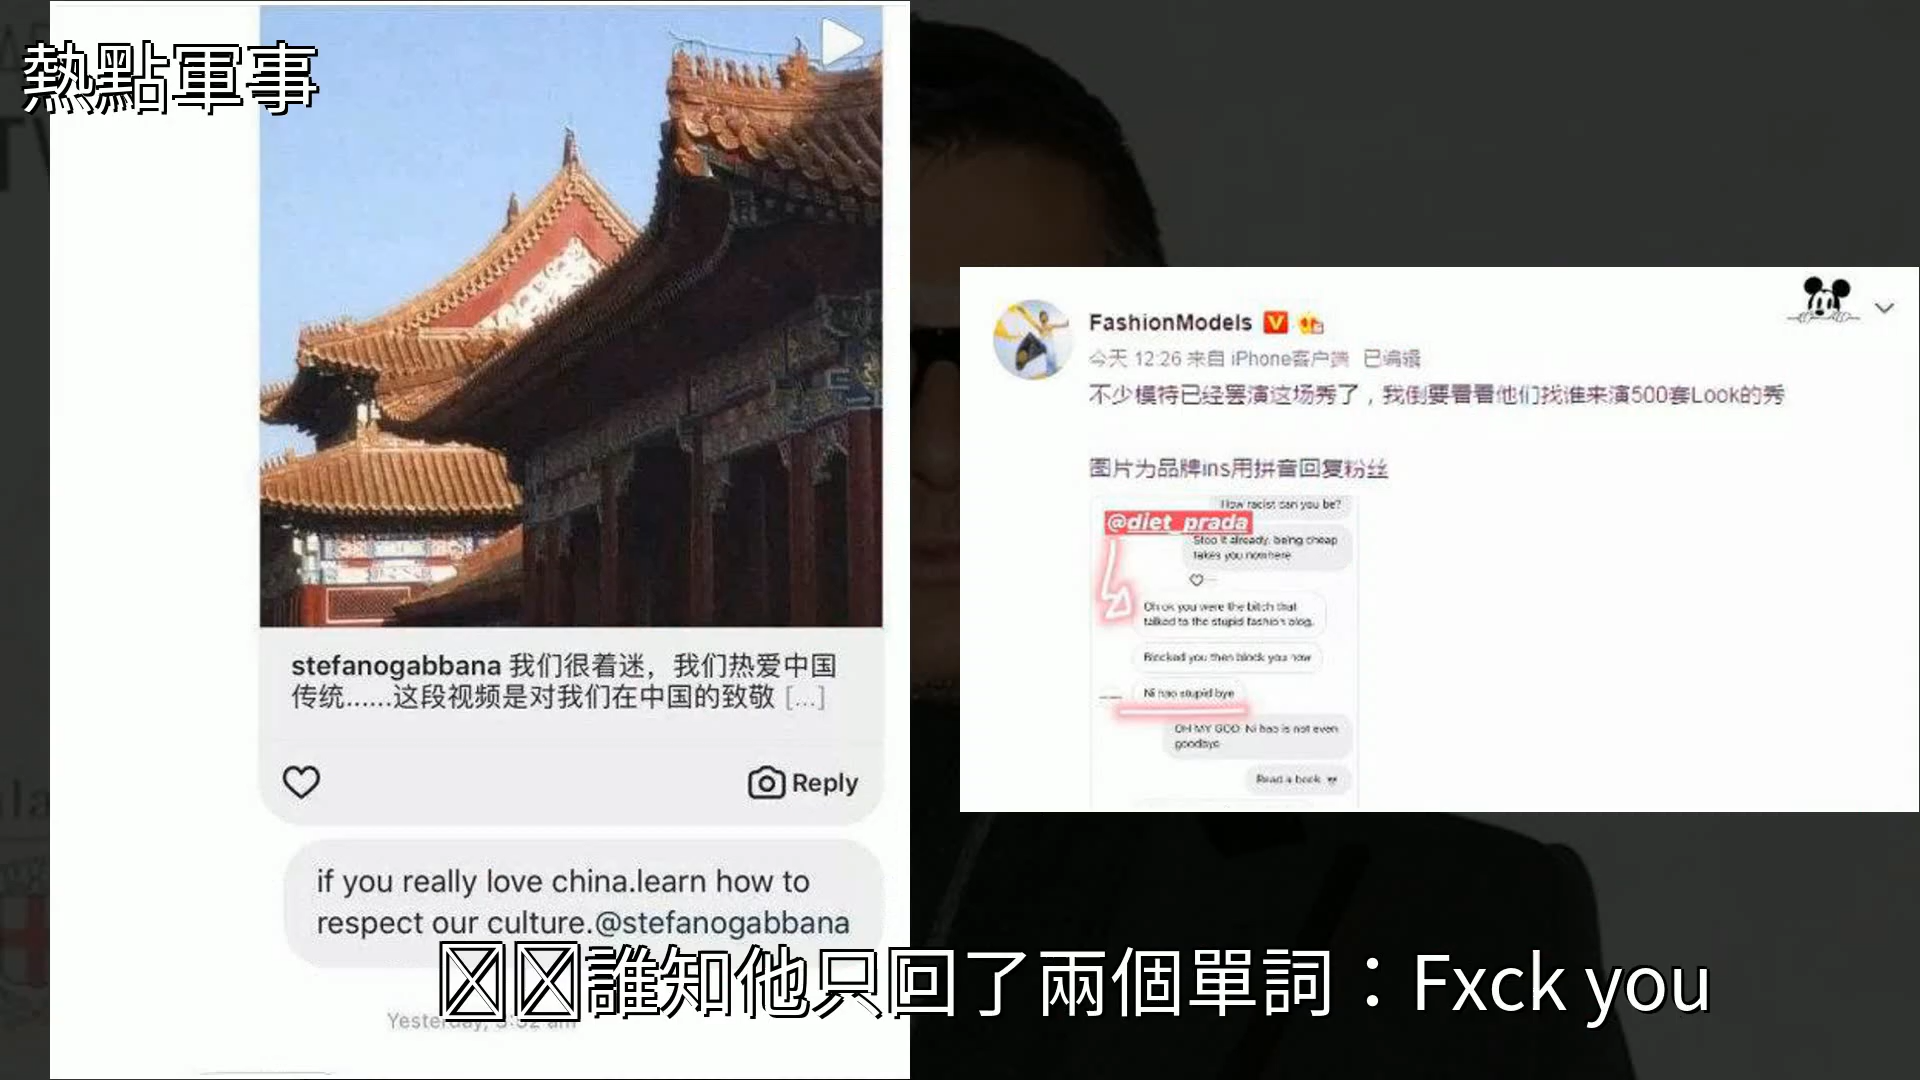 熱點軍事
stefanogabbana 我们很着迷，我们热爱中国
传统......这段视频是对我们在中国的致敬 [...]
Reply
if you really love china.learn how to
respect our culture.@stefanogabbana
FashionModels
今天 12:26 来自 iPhone客户端 已编辑
不少模特已经罢演这场秀了，我倒要看看他们找谁来演500套Look的秀
图片为品牌ins用拼音回复粉丝
How racist can you be?
@diet_prada
Stop it already, being cheap
takes you nowhere
Oh ok you were the bitch that
talked to the stupid fashion blog.
Blocked you then block you now
Ni hao stupid bye
OH MY GOD. Ni hao is not even
goodbye
Read a book
誰知他只回了兩個單詞：Fxck you